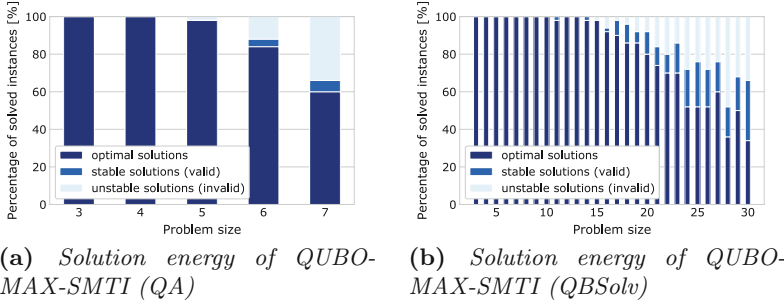 Percentage of solved instances [%]
100
80
60
40
20
0
optimal solutions
stable solutions (valid)
unstable solutions (invalid)
3 4 5 6 7
Problem size
(a) Solution energy of QUBO-
MAX-SMTI (QA)
Percentage of solved instances [%]
100
80
60
40
20
0
optimal solutions
stable solutions (valid)
unstable solutions (invalid)
5 10 15 20 25 30
Problem size
(b) Solution energy of QUBO-
MAX-SMTI (QBSolv)